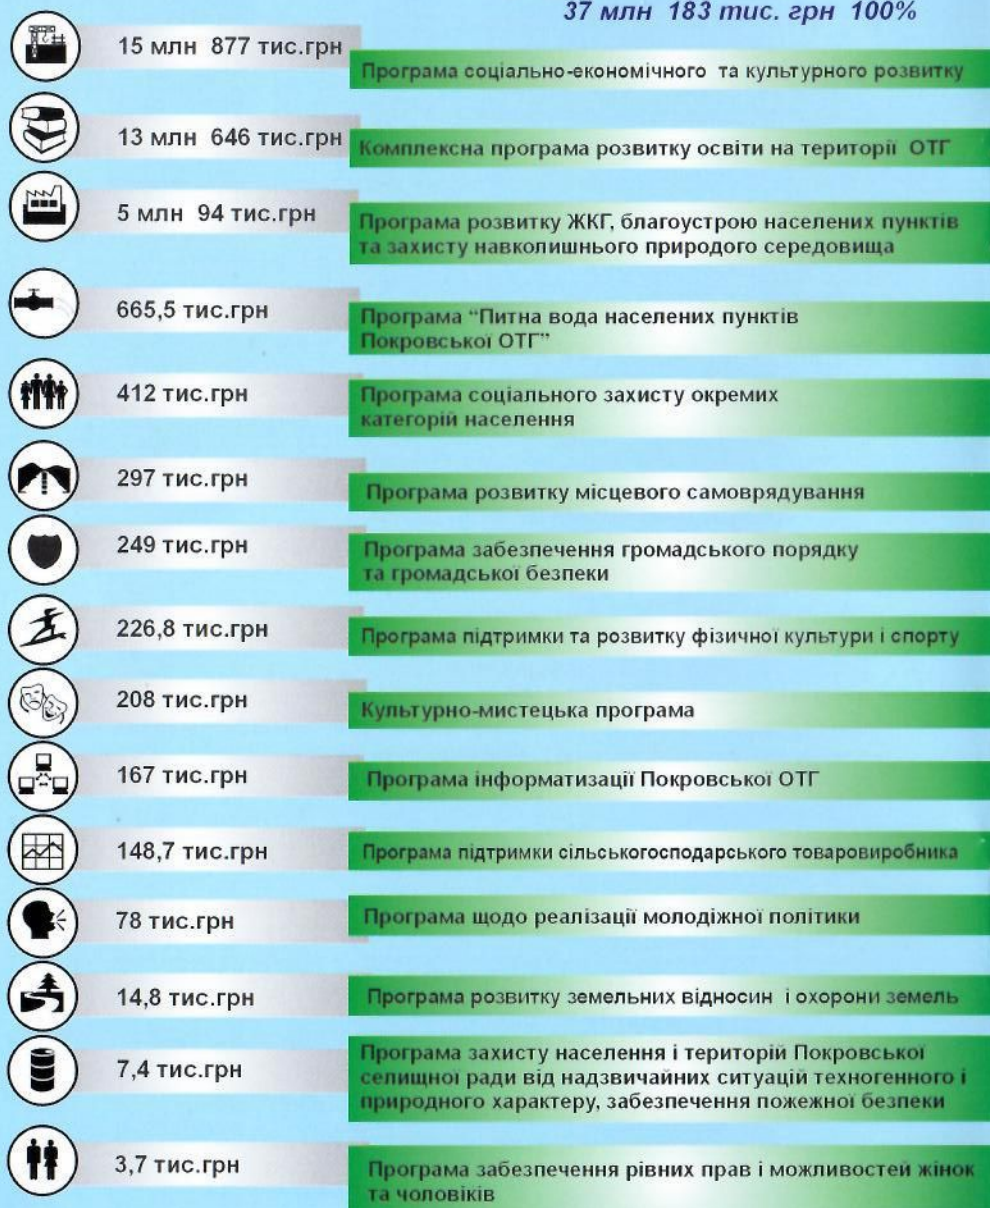 37 млн 183 тис. грн 100%
15 млн 877 тис.грн
Програма соціально-економічного та культурного розвитку
13 млн 646 тис.грн
Комплексна програма розвитку освіти на території ОТГ
5 млн 94 тис.грн
Програма розвитку ЖКГ, благоустрою населених пунктів
та захисту навколишнього природого середовища
665,5 тис.грн
Програма “Питна вода населених пунктів
Покровської ОТГ”
412 тис.грн
Програма соціального захисту окремих
категорій населення
297 тис.грн
Програма розвитку місцевого самоврядування
249 тис.грн
Програма забезпечення громадського порядку
та громадської безпеки
226,8 тис.грн
Програма підтримки та розвитку фізичної культури і спорту
208 тис.грн
Культурно-мистецька програма
167 тис.грн
Програма інформатизації Покровської ОТГ
148,7 тис.грн
Програма підтримки сільськогосподарського товаровиробника
78 тис.грн
Програма щодо реалізації молодіжної політики
14,8 тис.грн
Програма розвитку земельних відносин і охорони земель
7,4 тис.грн
Програма захисту населення і територій Покровської
селищної ради від надзвичайних ситуацій техногенного і
природного характеру, забезпечення пожежної безпеки
3,7 тис.грн
Програма забезпечення рівних прав і можливостей жінок
та чоловіків